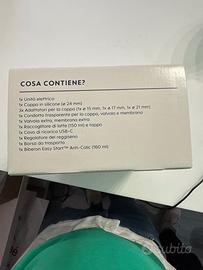 COSA CONTIENE?
1x Unità elettrica
1x Coppa in silicone (ø 24 mm)
3x Adattatori per la coppa (1x ø 15 mm, 1x ø 17 mm, 1x ø 21 mm)
1x Condotto trasparente per la coppa, valvola e membrana
1x Valvola extra, membrana extra
1x Raccoglitore di latte (150 ml) e tappo
1x Cavo di ricarica USB-C
1x Regolatore del reggiseno
1x Borsa da trasporto
1x Biberon Easy Start™ Anti-Colic (160 ml)
subito